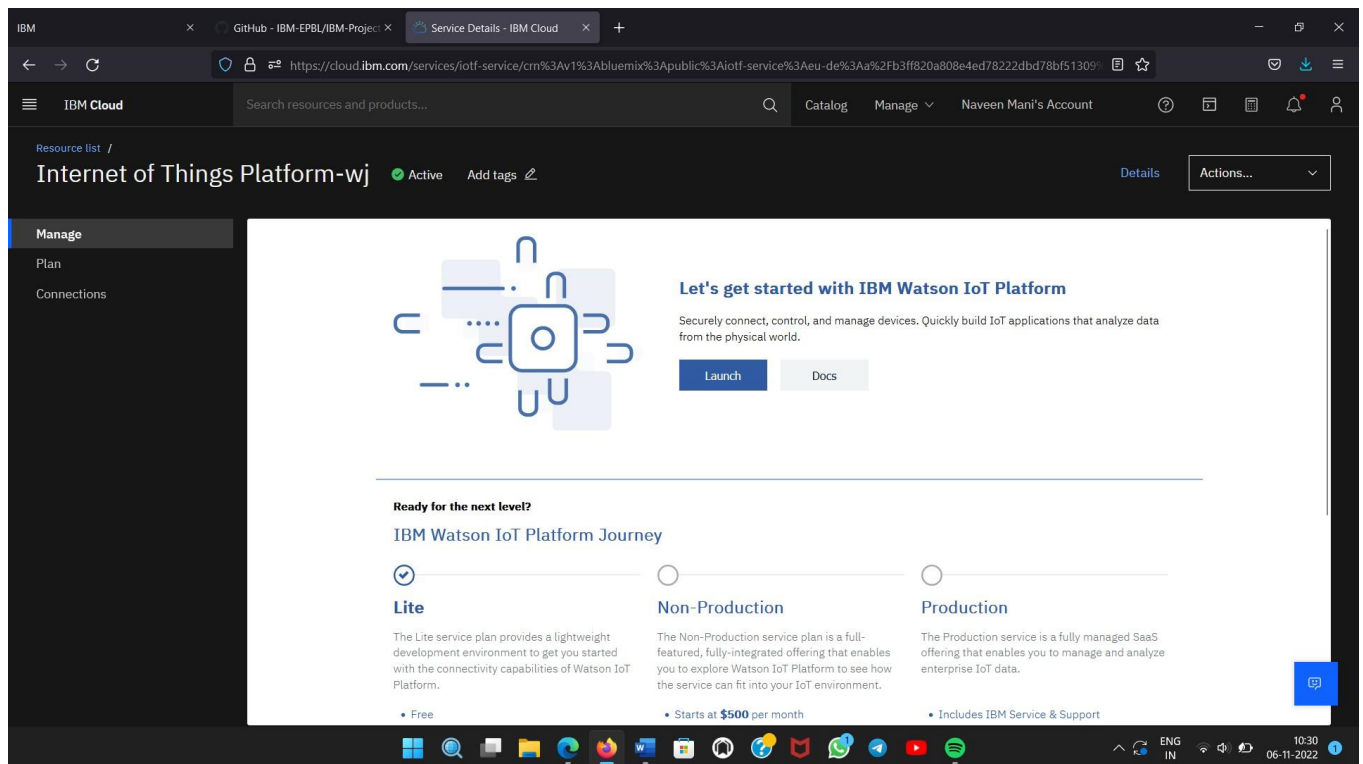 IBM
GitHub - IBM-EPBL/IBM-Project
Service Details - IBM Cloud
https://cloud.ibm.com/services/iotf-service/crn%3Av1%3Abluemix%3Apublic%3Aiotf-service%3Aeu-de%3Aa%2Fb3ff820a808e4ed78222dbd78bf51309
IBM Cloud
Search resources and products...
Catalog
Manage
Naveen Mani's Account
Resource list /
Internet of Things Platform-wj
Active
Add tags
Details
Actions...
Manage
Plan
Connections
Let's get started with IBM Watson IoT Platform
Securely connect, control, and manage devices. Quickly build IoT applications that analyze data
from the physical world.
Launch
Docs
Ready for the next level?
IBM Watson IoT Platform Journey
Lite
The Lite service plan provides a lightweight
development environment to get you started
with the connectivity capabilities of Watson IoT
Platform.
• Free
Non-Production
The Non-Production service plan is a full-
featured, fully-integrated offering that enables
you to explore Watson IoT Platform to see how
the service can fit into your IoT environment.
• Starts at $500 per month
Production
The Production service is a fully managed SaaS
offering that enables you to manage and analyze
enterprise IoT data.
• Includes IBM Service & Support
ENG
IN
10:30
06-11-2022
1